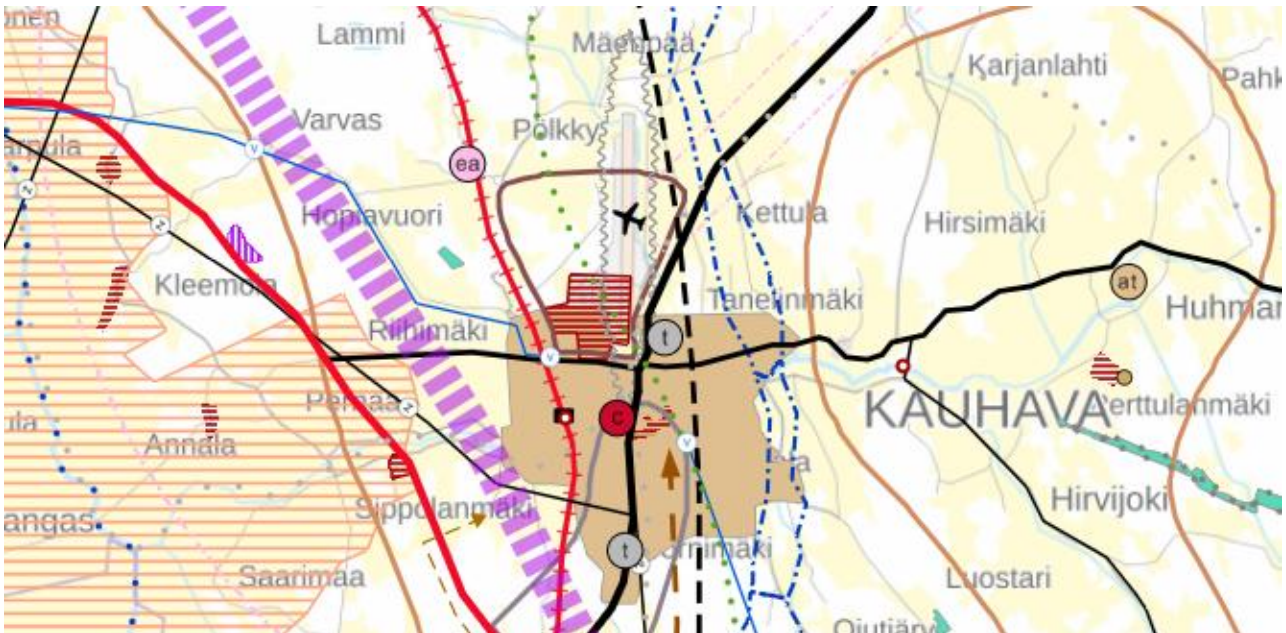 Lammi
Mäenpää
Karjanlahti
Varvas
Pölkky
ea
v
Hopiavuori
Kettula
Hirsimäki
z
z
Kleemola
at
Riihimäki
Tanelinmäki
t
v
c
KAUHAVA
z
Annala
v
Sippolanmäki
Hirvijoki
t
Saarimaa
Luostari